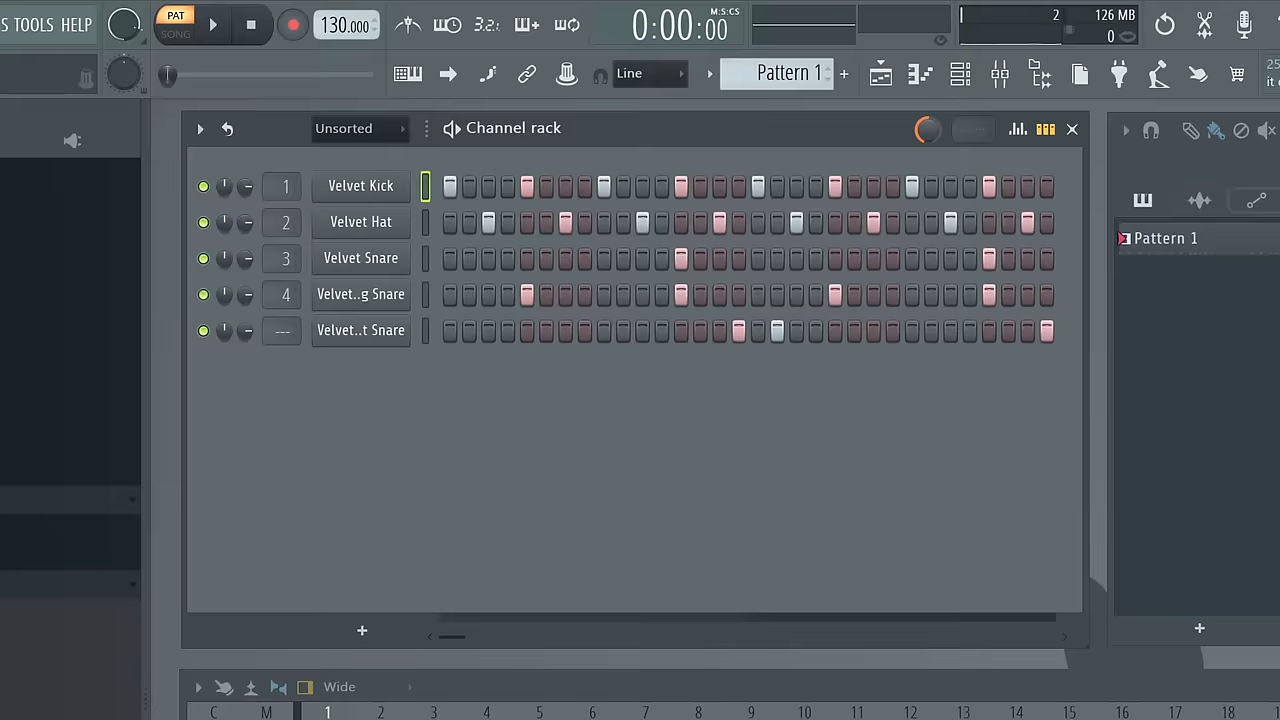 S TOOLS HELP
PAT
SONG
130.000
3.2.
0:00:00
M:S:CS
2
126 MB
0
Line
Pattern 1
25
it c
Unsorted
Channel rack
1
Velvet Kick
2
Velvet Hat
3
Velvet Snare
4
Velvet..g Snare
---
Velvet..t Snare
Pattern 1
Wide
C M 1 2 3 4 5 6 7 8 9 10 11 12 13 14 15 16 17 18